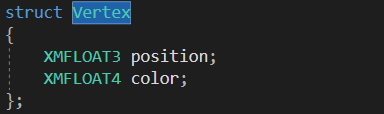 struct Vertex
{
    XMFLOAT3 position;
    XMFLOAT4 color;
};